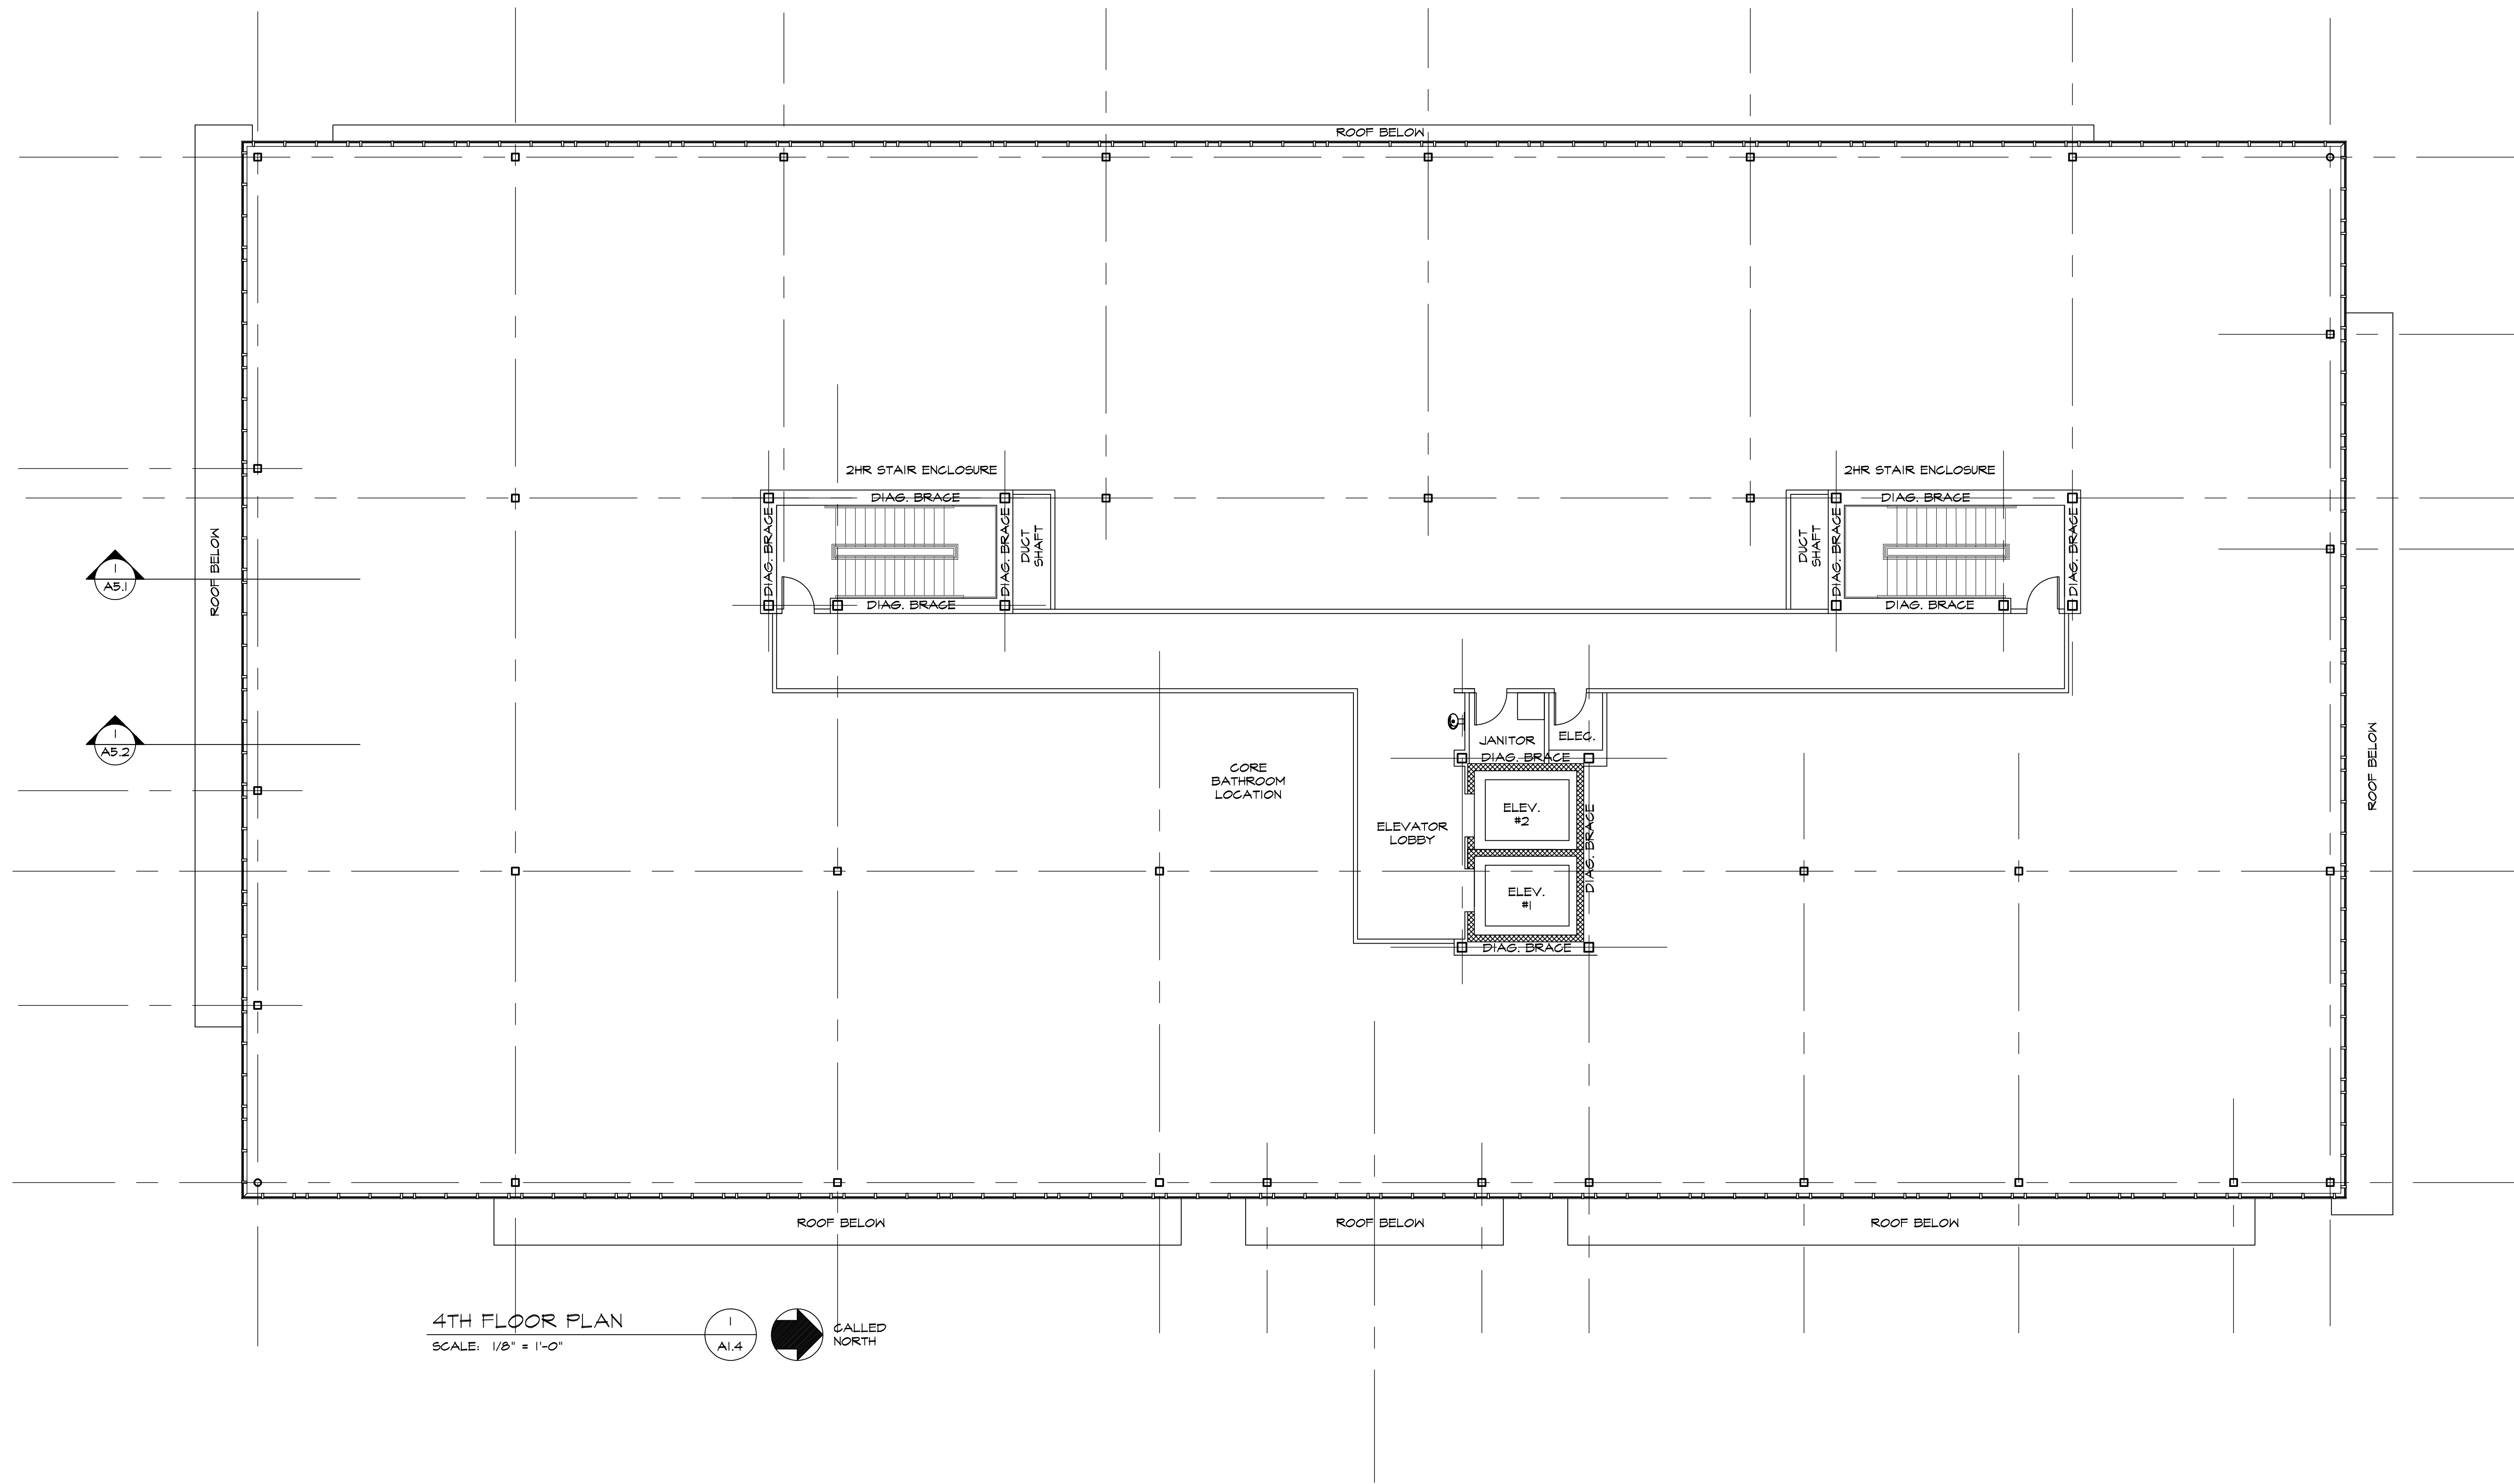 ROOF BELOW
2HR STAIR ENCLOSURE
2HR STAIR ENCLOSURE
DIAG. BRACE
DIAG. BRACE
DIAG. BRACE
DIAG. BRACE
DUCT
SHAFT
DUCT
SHAFT
DIAG. BRACE
DIAG. BRACE
DIAG. BRACE
DIAG. BRACE
ROOF BELOW
1
A5.1
1
A5.2
JANITOR
ELEC.
DIAG. BRACE
CORE
BATHROOM
LOCATION
ELEV.
#2
ELEVATOR
LOBBY
DIAG. BRACE
ROOF BELOW
ELEV.
#1
DIAG. BRACE
ROOF BELOW
ROOF BELOW
ROOF BELOW
4TH FLOOR PLAN
SCALE: 1/8" = 1'-0"
1
A1.4
CALLED
NORTH